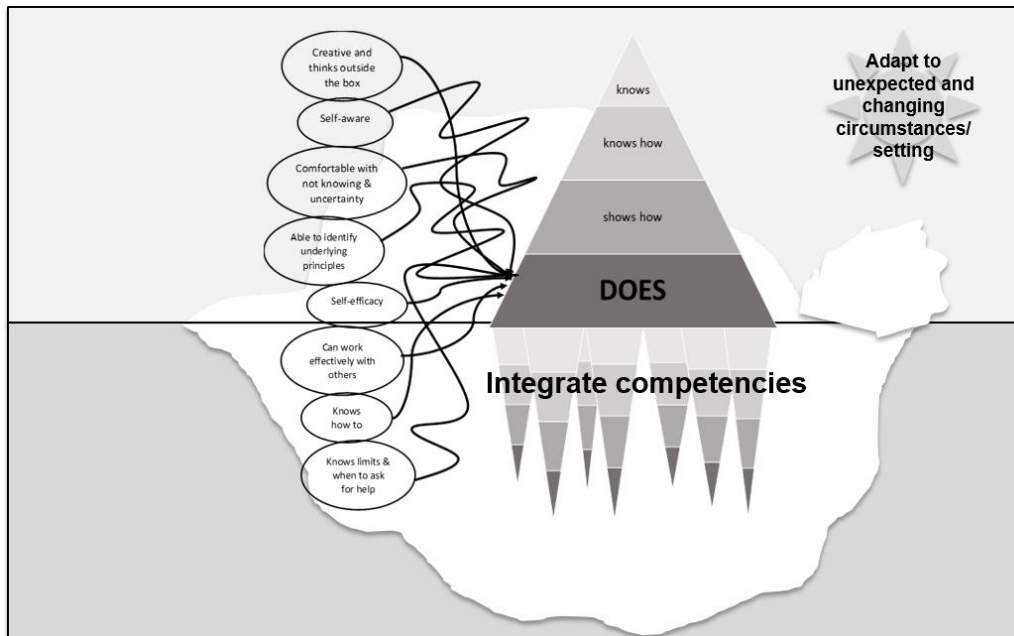 Creative and
thinks outside
the box
Self-aware
Comfortable with
not knowing &
uncertainty
Able to identify
underlying
principles
Self-efficacy
Can work
effectively with
others
Knows
how to
Knows limits &
when to ask
for help
knows
knows how
shows how
DOES
Integrate competencies
Adapt to
unexpected and
changing
circumstances/
setting